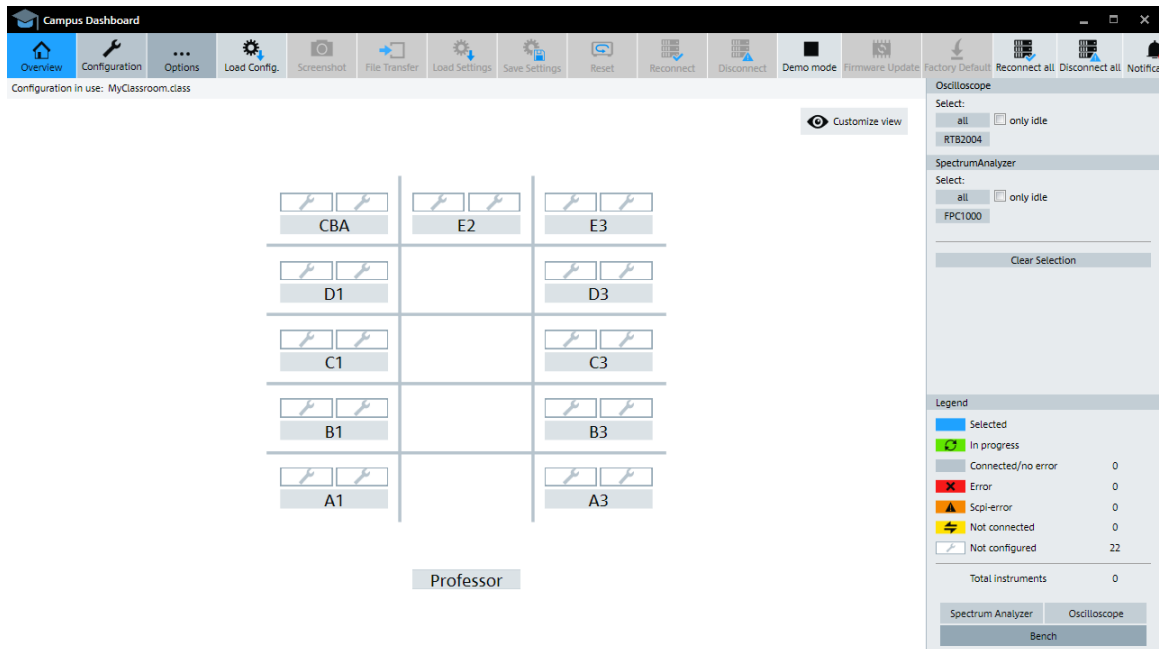 Campus Dashboard
Overview
Configuration
Options
Load Config.
Screenshot
File Transfer
Load Settings
Save Settings
Reset
Reconnect
Disconnect
Demo mode
Firmware Update
Factory Default
Reconnect all
Disconnect all
Notifica
Configuration in use: MyClassroom.class
Customize view
CBA E2 E3
D1 D3
C1 C3
B1 B3
A1 A3
Professor
Oscilloscope
Select:
all only idle
RTB2004
SpectrumAnalyzer
Select:
all only idle
FPC1000
Clear Selection
Legend
Selected
In progress
Connected/no error 0
Error 0
Scpi-error 0
Not connected 0
Not configured 22
Total instruments 0
Spectrum Analyzer Oscilloscope
Bench